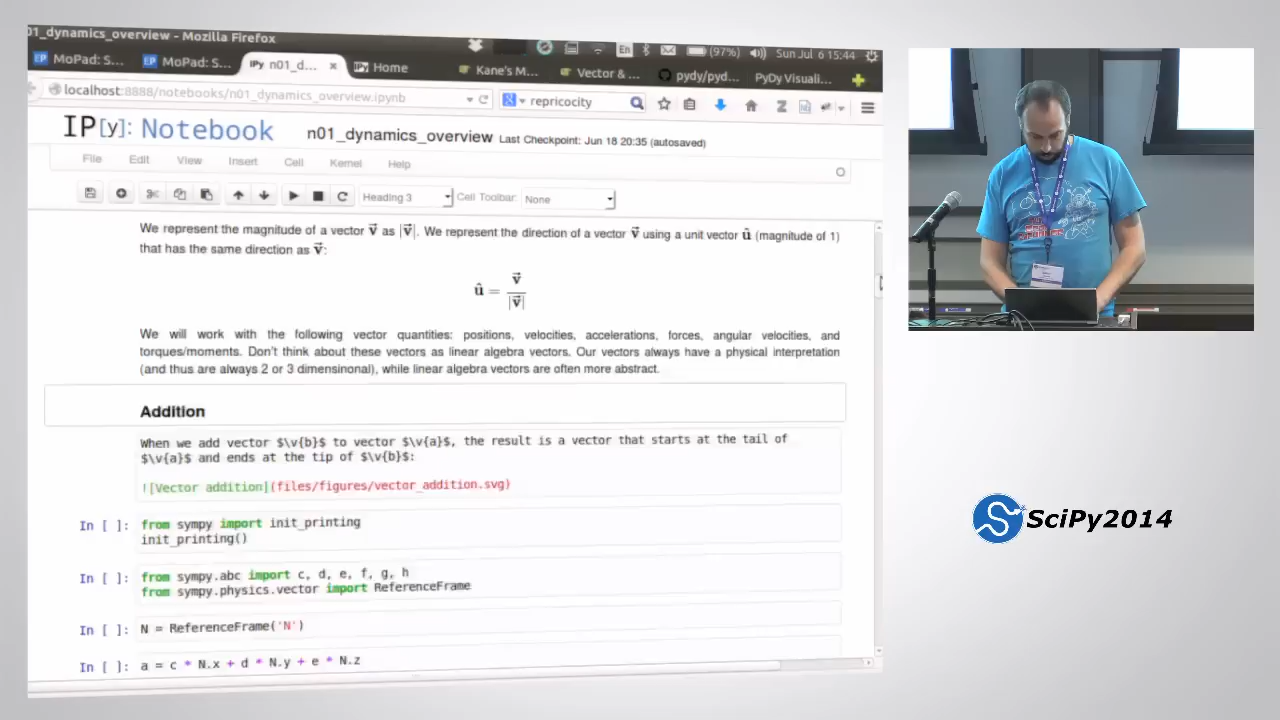 n01_dynamics_overview - Mozilla Firefox
En
(97%)
Sun Jul 6 15:44
MoPad: S...
MoPad: S...
IPy n01_d...
IPy Home
Kane's M...
Vector & ...
pydy/pyd...
PyDy Visuali...
localhost:8888/notebooks/n01_dynamics_overview.ipynb
repricocity
IP[y]: Notebook
n01_dynamics_overview Last Checkpoint: Jun 18 20:35 (autosaved)
File Edit View Insert Cell Kernel Help
Heading 3
Cell Toolbar: None
We represent the magnitude of a vector v⃗ as |v⃗|. We represent the direction of a vector v⃗ using a unit vector û (magnitude of 1)
that has the same direction as v⃗:
û = v⃗ / |v⃗|
We will work with the following vector quantities: positions, velocities, accelerations, forces, angular velocities, and
torques/moments. Don't think about these vectors as linear algebra vectors. Our vectors always have a physical interpretation
(and thus are always 2 or 3 dimensinonal), while linear algebra vectors are often more abstract.
Addition
When we add vector $\v{b}$ to vector $\v{a}$, the result is a vector that starts at the tail of
$\v{a}$ and ends at the tip of $\v{b}$:
![Vector addition](files/figures/vector_addition.svg)
In [ ]: from sympy import init_printing
init_printing()
In [ ]: from sympy.abc import c, d, e, f, g, h
from sympy.physics.vector import ReferenceFrame
In [ ]: N = ReferenceFrame('N')
In [ ]: a = c * N.x + d * N.y + e * N.z
SciPy2014